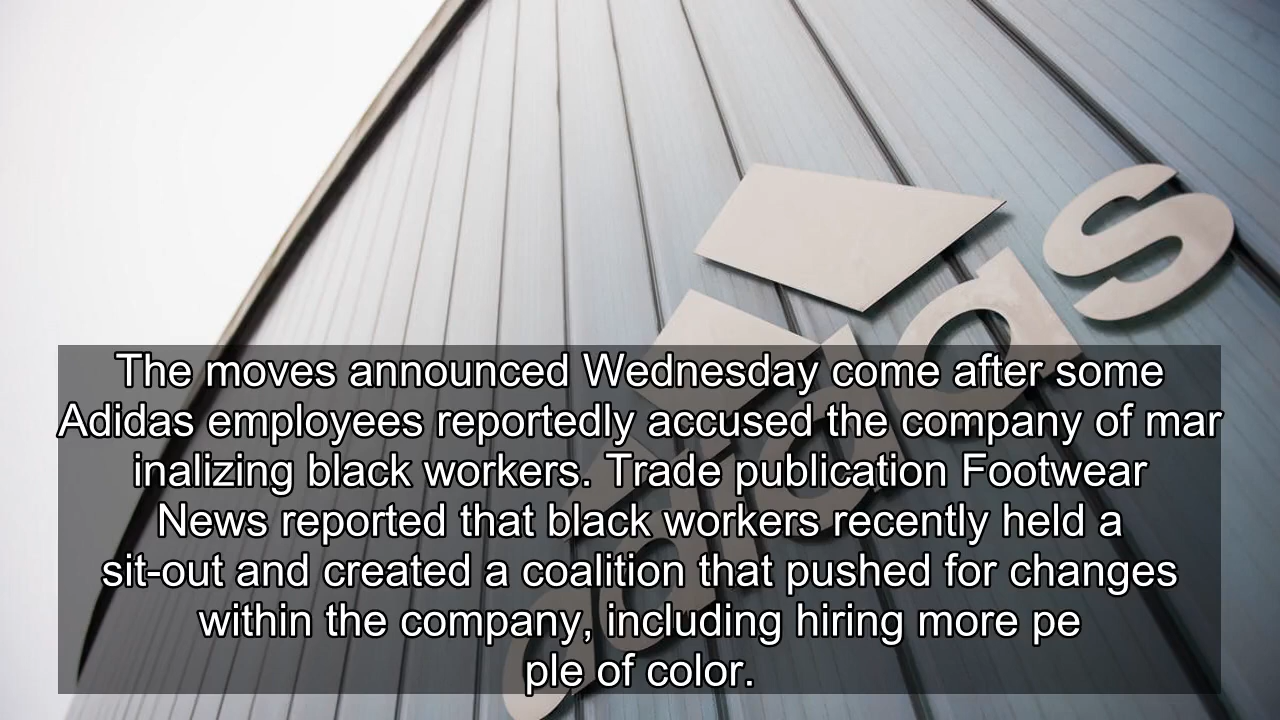 adidas
The moves announced Wednesday come after some
Adidas employees reportedly accused the company of mar
inalizing black workers. Trade publication Footwear
News reported that black workers recently held a
sit-out and created a coalition that pushed for changes
within the company, including hiring more pe
ple of color.